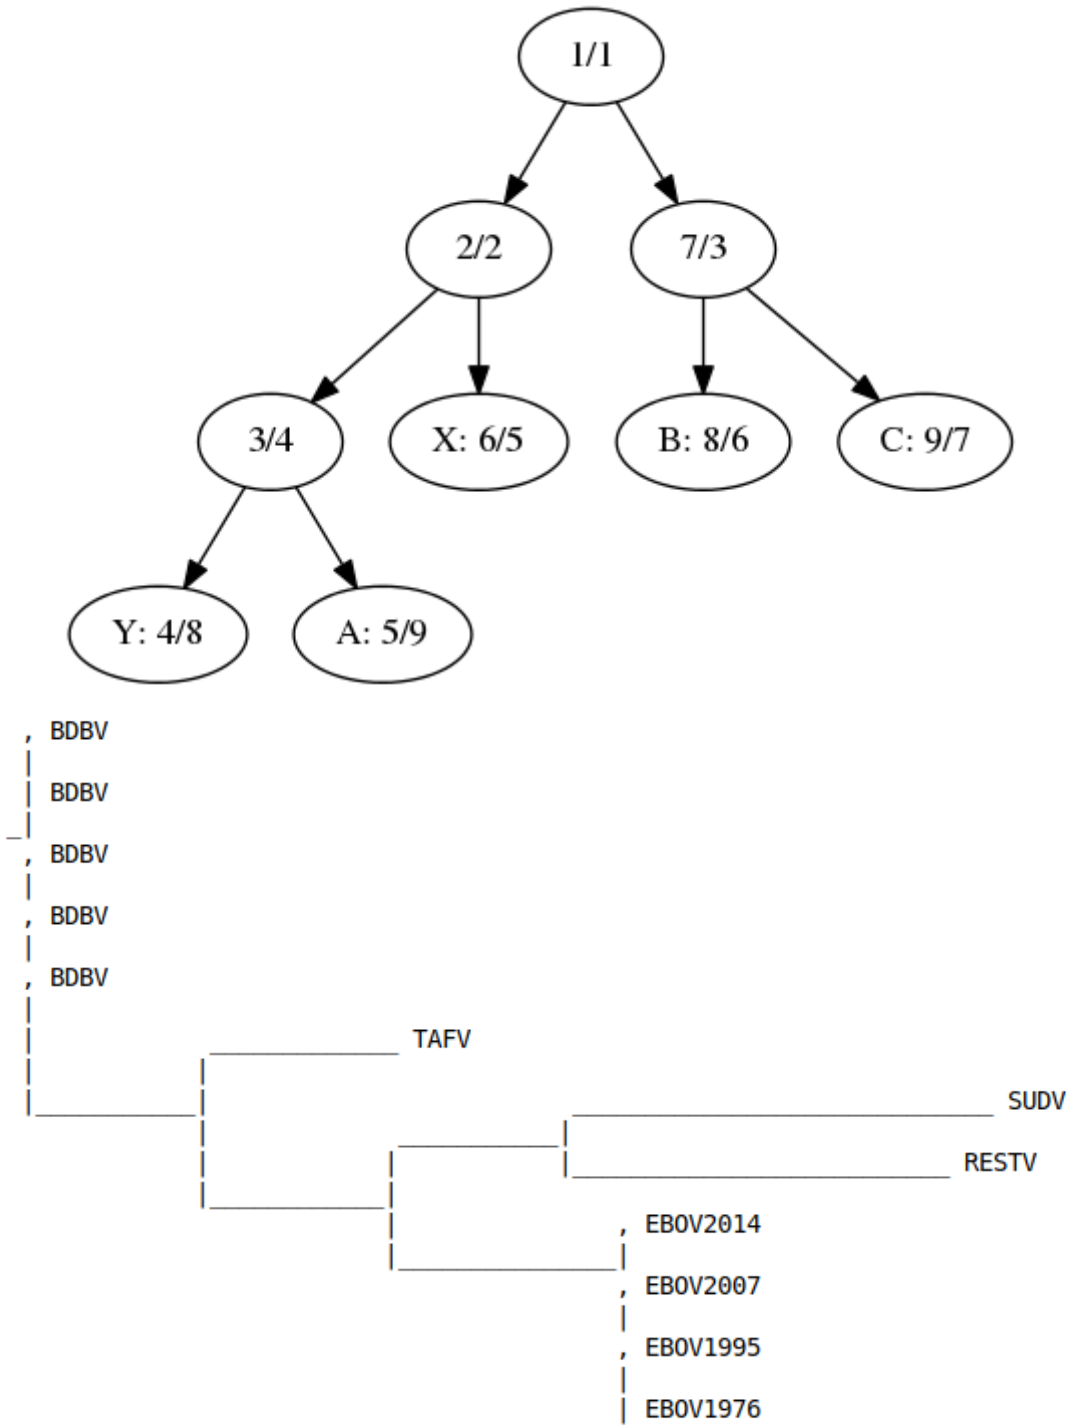 1/1
2/2 7/3
3/4 X: 6/5 B: 8/6 C: 9/7
Y: 4/8 A: 5/9
, BDBV
| BDBV
, BDBV
, BDBV
, BDBV
TAFV
SUDV
RESTV
, EBOV2014
, EBOV2007
, EBOV1995
| EBOV1976